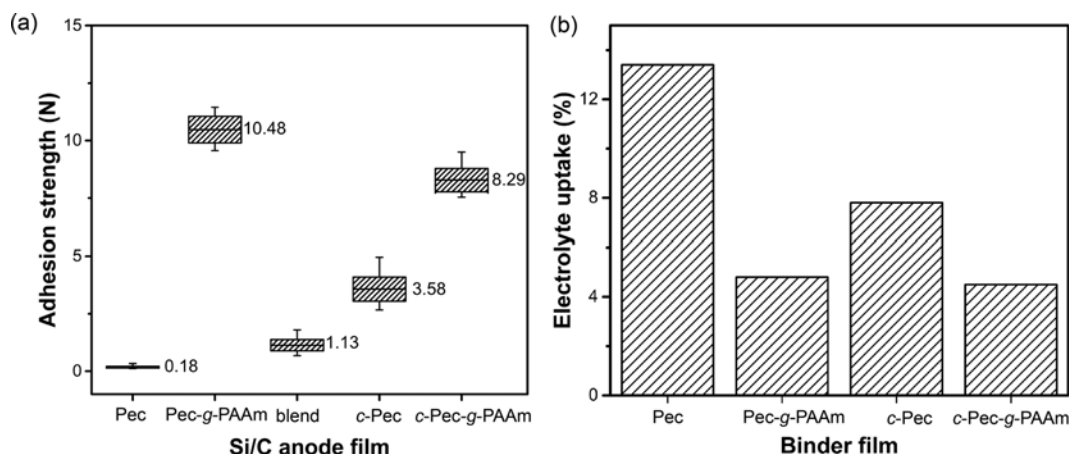 (a)
Adhesion strength (N)
15
10
5
0
0.18
10.48
1.13
3.58
8.29
Pec Pec-g-PAAm blend c-Pec c-Pec-g-PAAm
Si/C anode film
(b)
Electrolyte uptake (%)
12
8
4
0
Pec Pec-g-PAAm c-Pec c-Pec-g-PAAm
Binder film